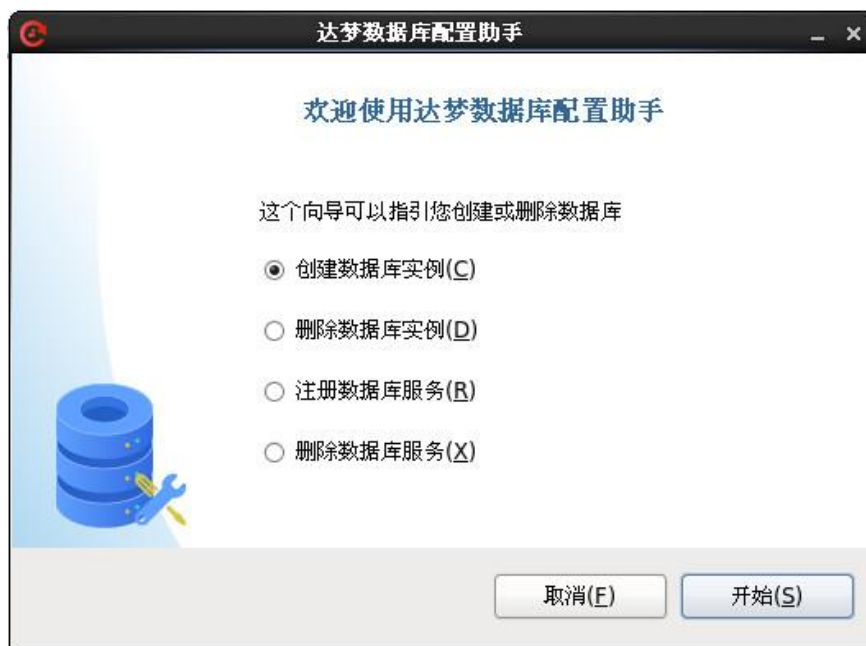 达梦数据库配置助手
欢迎使用达梦数据库配置助手
这个向导可以指引您创建或删除数据库
创建数据库实例(C)
删除数据库实例(D)
注册数据库服务(R)
删除数据库服务(X)
取消(F)
开始(S)